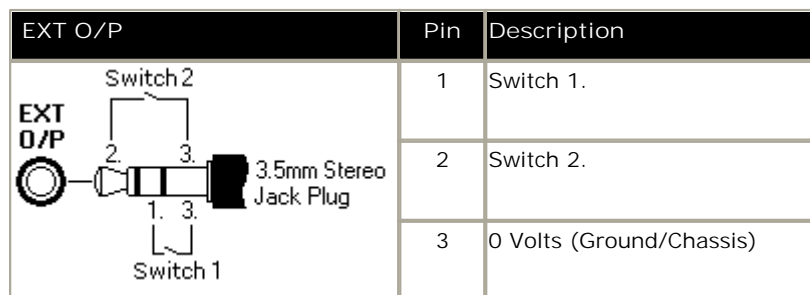 EXT O/P Pin Description
Switch 2
EXT
O/P
2. 3.
3.5mm Stereo
Jack Plug
1. 3.
Switch 1
1 Switch 1.
2 Switch 2.
3 0 Volts (Ground/Chassis)